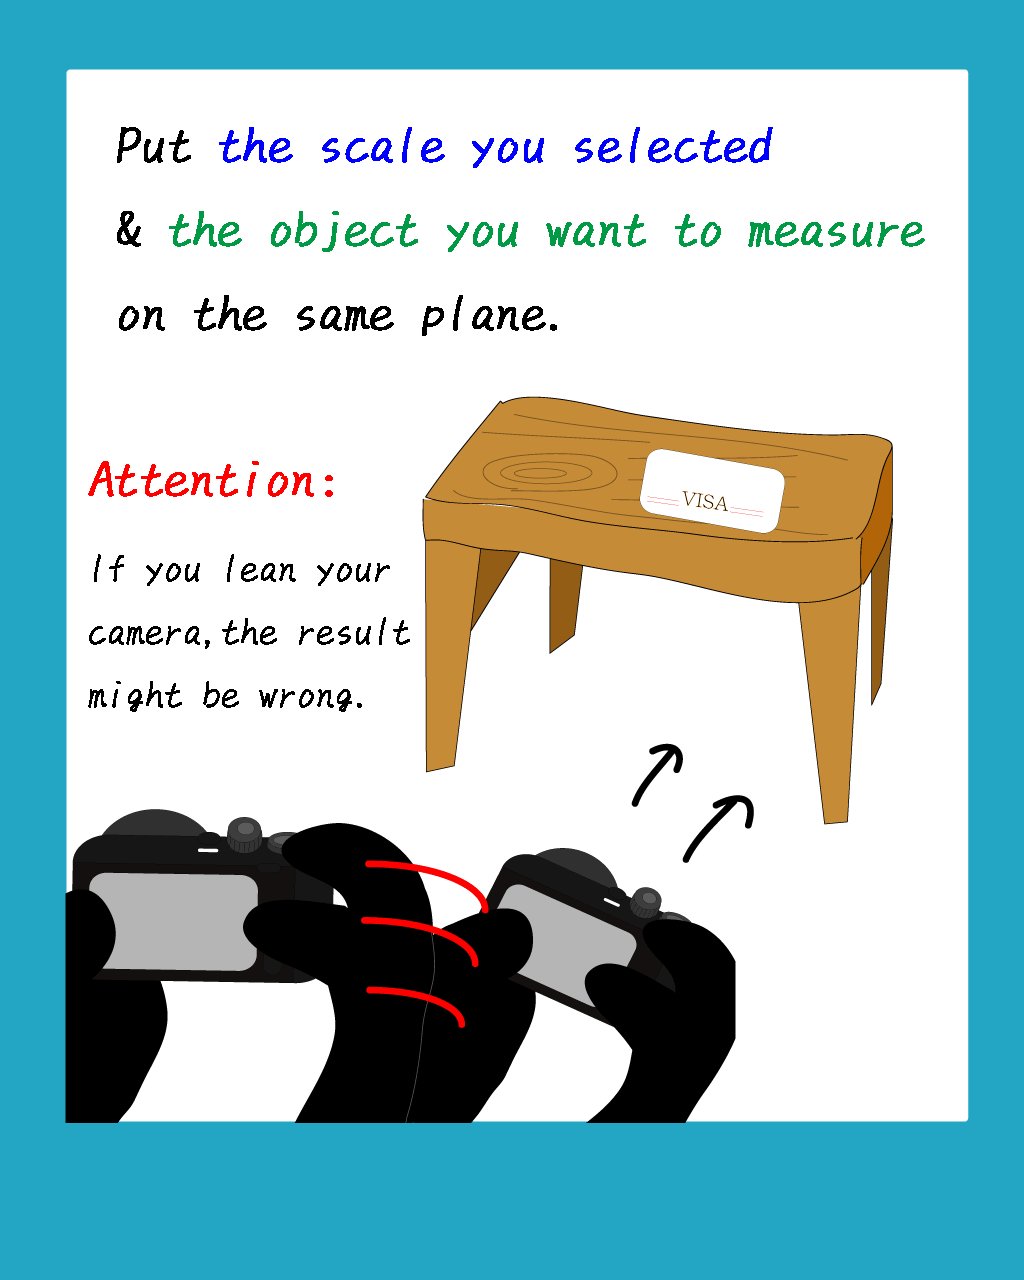 Put the scale you selected
& the object you want to measure
on the same plane.
Attention:
If you lean your
camera, the result
might be wrong.
VISA